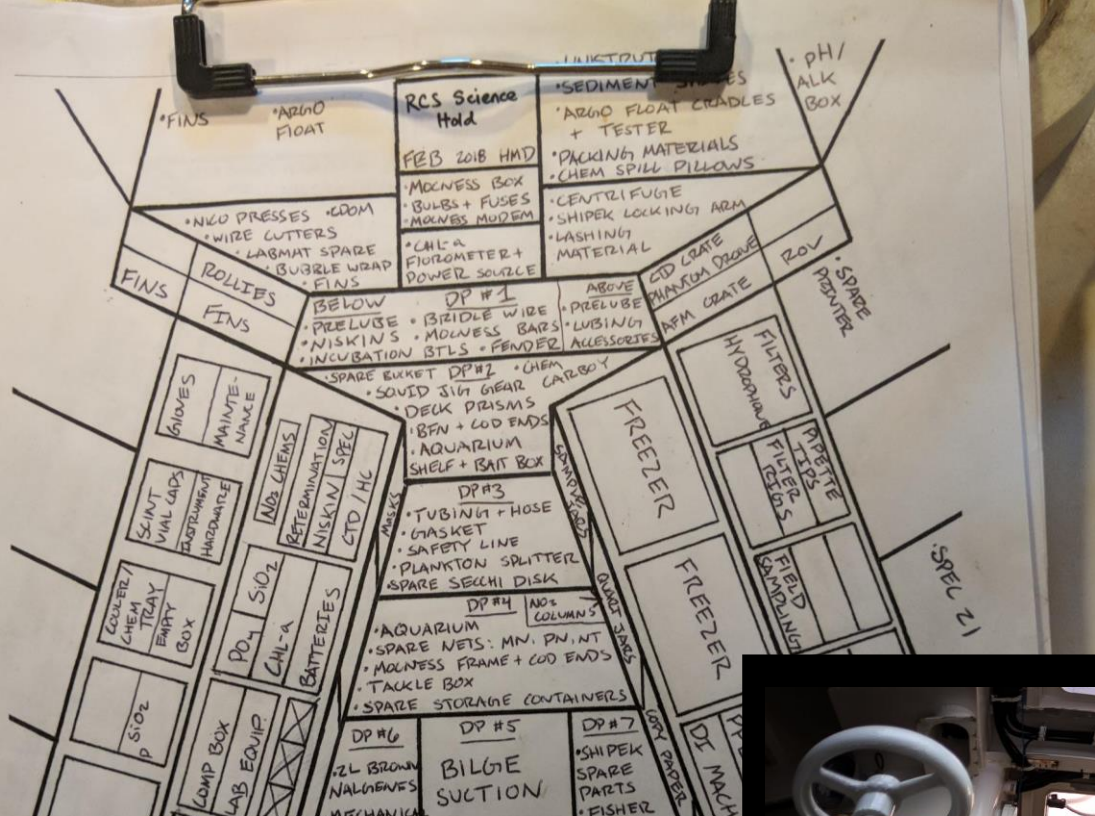 • FINS
• ARGO
FLOAT
RCS Science
Hold
FEB 2018 HMD
• MOCNESS BOX
• BULBS + FUSES
• MOCNESS MODEM
• CHL-a
FLOROMETER +
POWER SOURCE
• UNISTRUT
• SEDIMENT
• ARGO FLOAT CRADLES
+ TESTER
• PACKING MATERIALS
• CHEM SPILL PILLOWS
• CENTRIFUGE
• SHIPEK LOCKING ARM
• LASHING
MATERIAL
• pH/
ALK
BOX
• NICO PRESSES • CDOM
• WIRE CUTTERS
• LABMAT SPARE
• BUBBLE WRAP
• FINS
ROLLIES
FINS
FINS
CTD CRATE
PHANTOM DRONE
AFM CRATE
ROV
• SPARE
PRINTER
DP #1
BELOW
• PRELUBE
• NISKINS
• INCUBATION BTLS
• BRIDLE WIRE
• MOCNESS BARS
• FENDER
ABOVE
• PRELUBE
• LUBING
ACCESSORIES
• SPARE BUCKET DP#2 • CHEM
CARBOY
• SQUID JIG GEAR
• DECK PRISMS
• BFN + COD ENDS
• AQUARIUM
SHELF + BAIT BOX
GLOVES
MAINTE-
NANCE
NO2 CHEMS
REFERMINATION
NISKIN SPEC
CTD / HC
MASKS
FREEZER
FILTERS
HYDROPHONE
SCINT
VIAL CAPS
INSTRUMENT
HARDWARE
DP#3
• TUBING + HOSE
• GASKET
• SAFETY LINE
• PLANKTON SPLITTER
• SPARE SECCHI DISK
PIPETTE
TIPS
FILTER
RIGS
COOLER/
CHEM
TRAY
EMPTY
BOX
PO4
SiO2
CHL-a
BATTERIES
DP#4
NO2
COLUMNS
• AQUARIUM
• SPARE NETS: MN, PN, NT
• MOCNESS FRAME + COD ENDS
• TACKLE BOX
• SPARE STORAGE CONTAINERS
QUART JARS
FREEZER
FIELD
SAMPLING
• SPEC 21
P SiO2
COMP BOX
LAB EQUIP.
DP #6
• 2L BROWN
NALGENES
MECHANICAL
DP #5
BILGE
SUCTION
DP #7
• SHIPEK
SPARE
PARTS
• FISHER
COPY PAPER
DI MACH